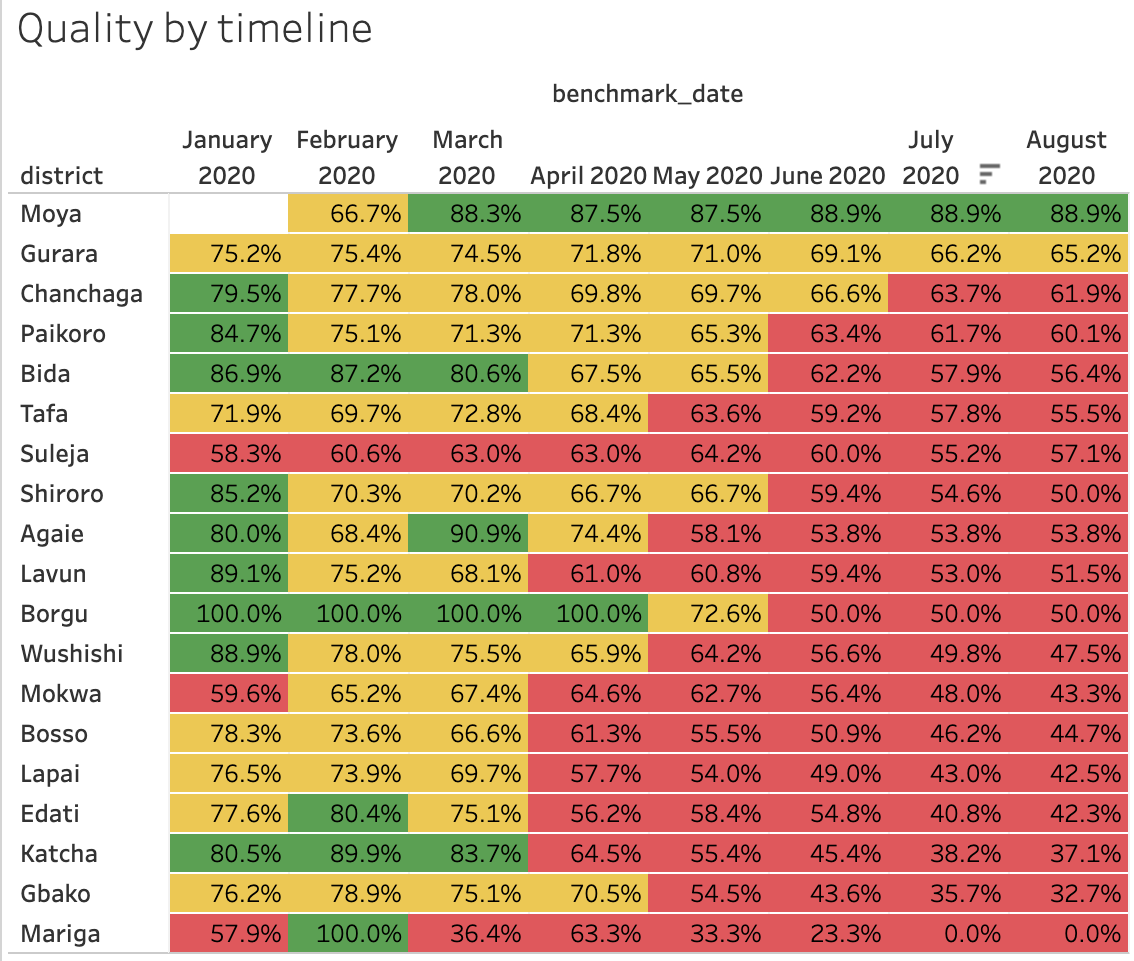 Quality by timeline
benchmark_date
January February March July August
district 2020 2020 2020 April 2020 May 2020 June 2020 2020 2020
Moya 66.7% 88.3% 87.5% 87.5% 88.9% 88.9% 88.9%
Gurara 75.2% 75.4% 74.5% 71.8% 71.0% 69.1% 66.2% 65.2%
Chanchaga 79.5% 77.7% 78.0% 69.8% 69.7% 66.6% 63.7% 61.9%
Paikoro 84.7% 75.1% 71.3% 71.3% 65.3% 63.4% 61.7% 60.1%
Bida 86.9% 87.2% 80.6% 67.5% 65.5% 62.2% 57.9% 56.4%
Tafa 71.9% 69.7% 72.8% 68.4% 63.6% 59.2% 57.8% 55.5%
Suleja 58.3% 60.6% 63.0% 63.0% 64.2% 60.0% 55.2% 57.1%
Shiroro 85.2% 70.3% 70.2% 66.7% 66.7% 59.4% 54.6% 50.0%
Agaie 80.0% 68.4% 90.9% 74.4% 58.1% 53.8% 53.8% 53.8%
Lavun 89.1% 75.2% 68.1% 61.0% 60.8% 59.4% 53.0% 51.5%
Borgu 100.0% 100.0% 100.0% 100.0% 72.6% 50.0% 50.0% 50.0%
Wushishi 88.9% 78.0% 75.5% 65.9% 64.2% 56.6% 49.8% 47.5%
Mokwa 59.6% 65.2% 67.4% 64.6% 62.7% 56.4% 48.0% 43.3%
Bosso 78.3% 73.6% 66.6% 61.3% 55.5% 50.9% 46.2% 44.7%
Lapai 76.5% 73.9% 69.7% 57.7% 54.0% 49.0% 43.0% 42.5%
Edati 77.6% 80.4% 75.1% 56.2% 58.4% 54.8% 40.8% 42.3%
Katcha 80.5% 89.9% 83.7% 64.5% 55.4% 45.4% 38.2% 37.1%
Gbako 76.2% 78.9% 75.1% 70.5% 54.5% 43.6% 35.7% 32.7%
Mariga 57.9% 100.0% 36.4% 63.3% 33.3% 23.3% 0.0% 0.0%